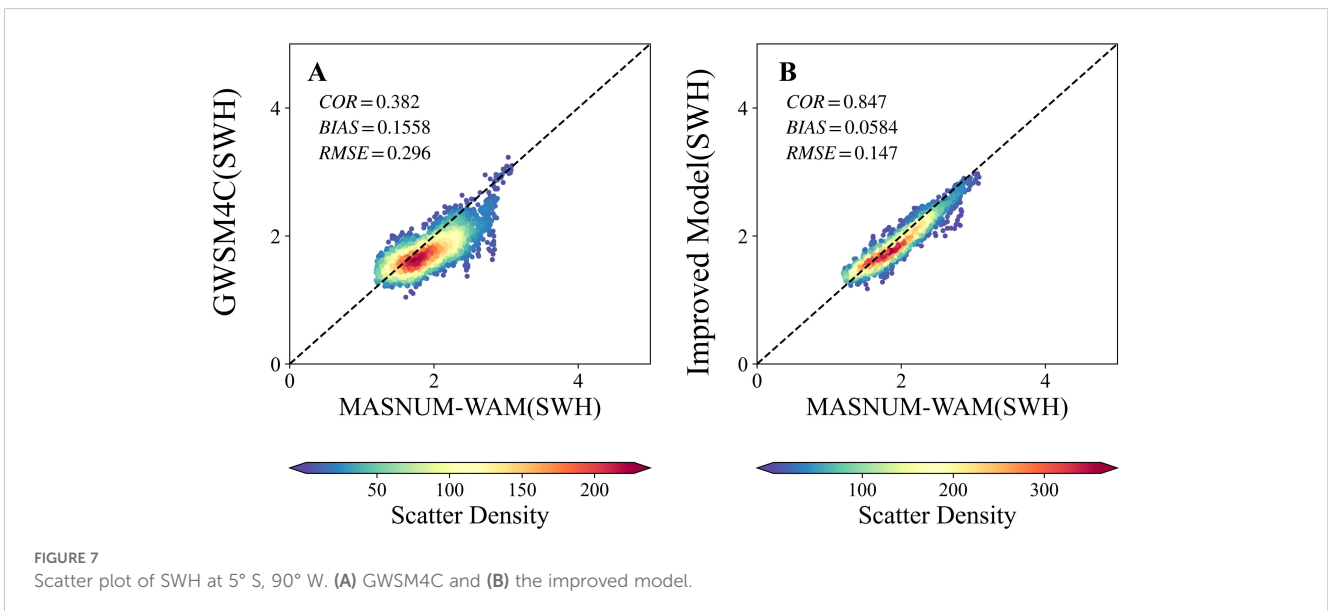 A
COR=0.382
BIAS=0.1558
RMSE=0.296
GWSM4C(SWH)
4
2
0
0 2 4
MASNUM-WAM(SWH)
50 100 150 200
Scatter Density
B
COR=0.847
BIAS=0.0584
RMSE=0.147
Improved Model(SWH)
4
2
0
0 2 4
MASNUM-WAM(SWH)
100 200 300
Scatter Density
FIGURE 7
Scatter plot of SWH at 5° S, 90° W. (A) GWSM4C and (B) the improved model.